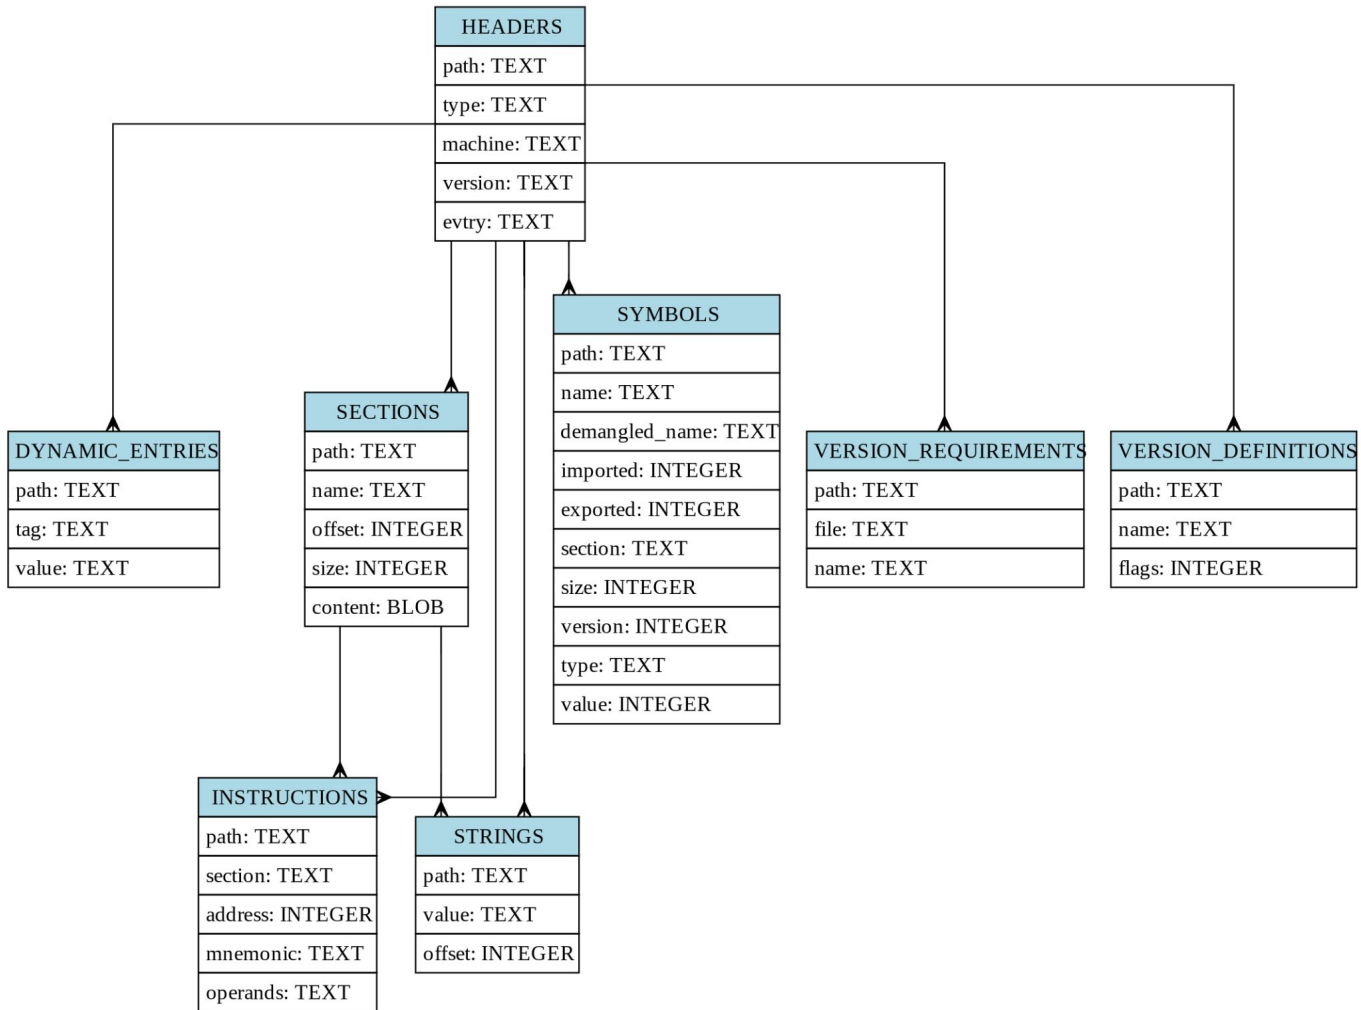 HEADERS
path: TEXT
type: TEXT
machine: TEXT
version: TEXT
evtry: TEXT
SYMBOLS
path: TEXT
name: TEXT
demangled_name: TEXT
imported: INTEGER
exported: INTEGER
section: TEXT
size: INTEGER
version: INTEGER
type: TEXT
value: INTEGER
SECTIONS
path: TEXT
name: TEXT
offset: INTEGER
size: INTEGER
content: BLOB
DYNAMIC_ENTRIES
path: TEXT
tag: TEXT
value: TEXT
VERSION_REQUIREMENTS
path: TEXT
file: TEXT
name: TEXT
VERSION_DEFINITIONS
path: TEXT
name: TEXT
flags: INTEGER
INSTRUCTIONS
path: TEXT
section: TEXT
address: INTEGER
mnemonic: TEXT
operands: TEXT
STRINGS
path: TEXT
value: TEXT
offset: INTEGER